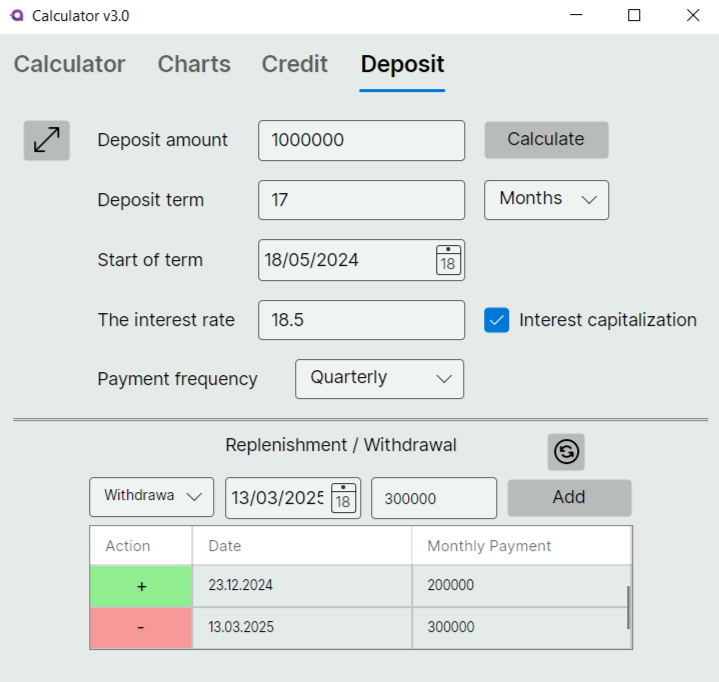 Calculator v3.0
Calculator Charts Credit Deposit
Deposit amount 1000000 Calculate
Deposit term 17 Months
Start of term 18/05/2024 18
The interest rate 18.5 Interest capitalization
Payment frequency Quarterly
Replenishment / Withdrawal
Withdrawa 13/03/2025 18 300000 Add
Action Date Monthly Payment
+ 23.12.2024 200000
- 13.03.2025 300000